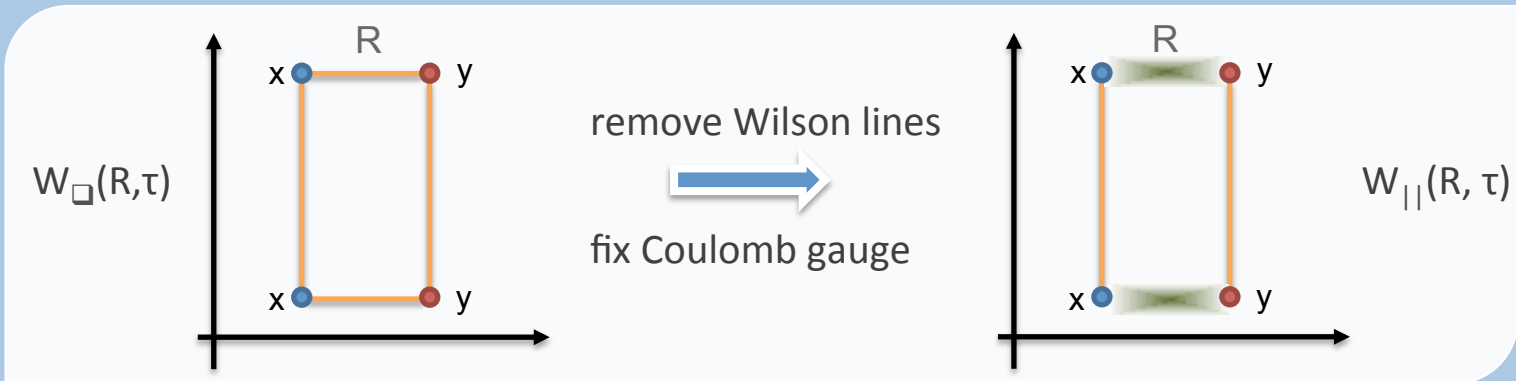 R
x y
W□(R,τ)
x y
remove Wilson lines
fix Coulomb gauge
R
x y
W||(R, τ)
x y